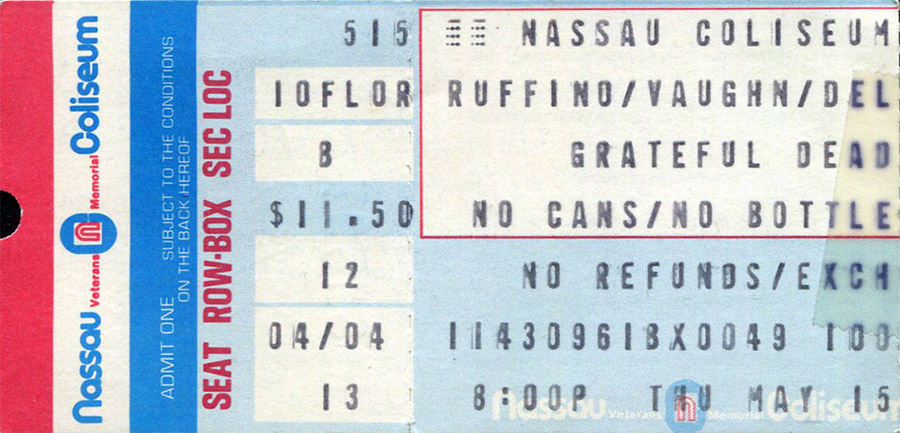 Nassau Veterans Memorial Coliseum
ADMIT ONE SUBJECT TO THE CONDITIONS
ON THE BACK HEREOF
SEAT ROW-BOX SEC LOC
515
10FLOR
B
$11.50
12
04/04
13
NASSAU COLISEUM
RUFFINO/VAUGHN/DEL
GRATEFUL DEAD
NO CANS/NO BOTTLE
NO REFUNDS/EXCH
11430961BX0049 100
8:00P THU MAY 15
Nassau Veterans Memorial Coliseum